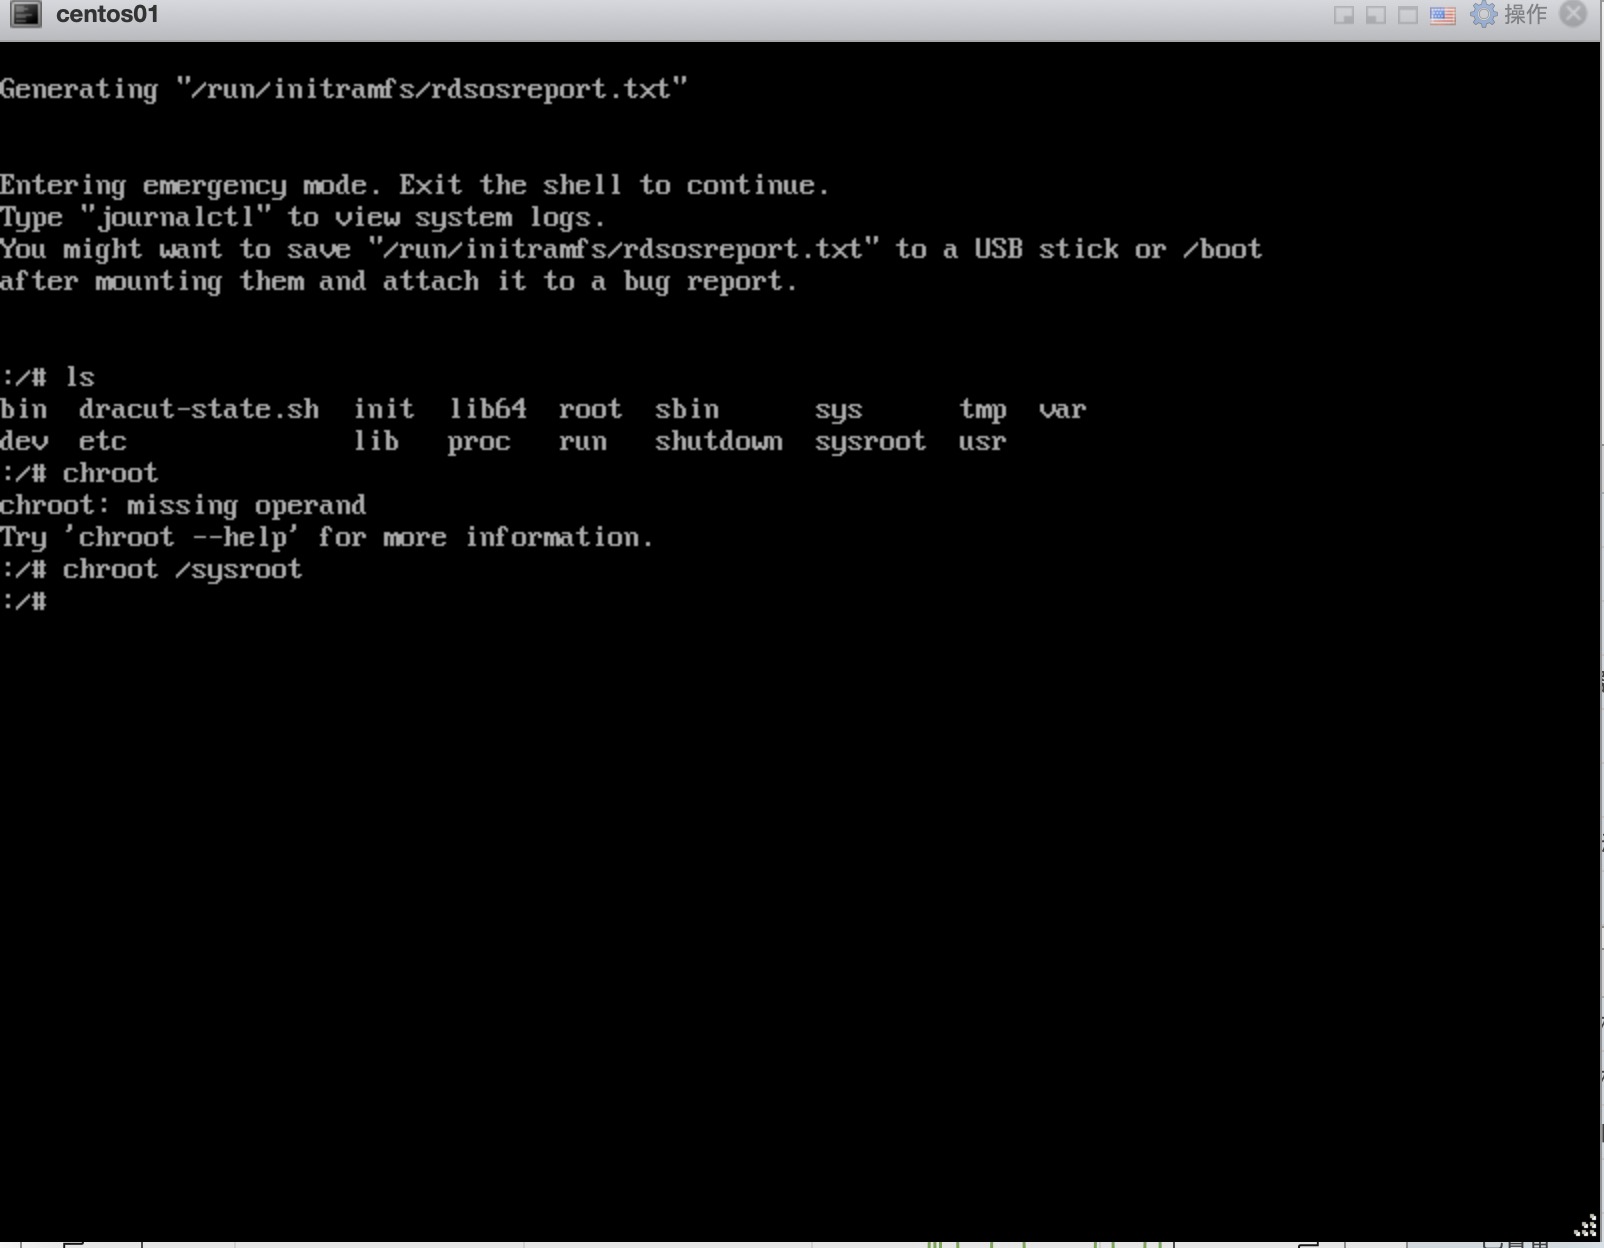 centos01
操作
Generating "/run/initramfs/rdsosreport.txt"
Entering emergency mode. Exit the shell to continue.
Type "journalctl" to view system logs.
You might want to save "/run/initramfs/rdsosreport.txt" to a USB stick or /boot
after mounting them and attach it to a bug report.
:/# ls
bin  dracut-state.sh  init  lib64  root  sbin      sys      tmp  var
dev  etc              lib   proc   run   shutdown  sysroot  usr
:/# chroot
chroot: missing operand
Try 'chroot --help' for more information.
:/# chroot /sysroot
:/#